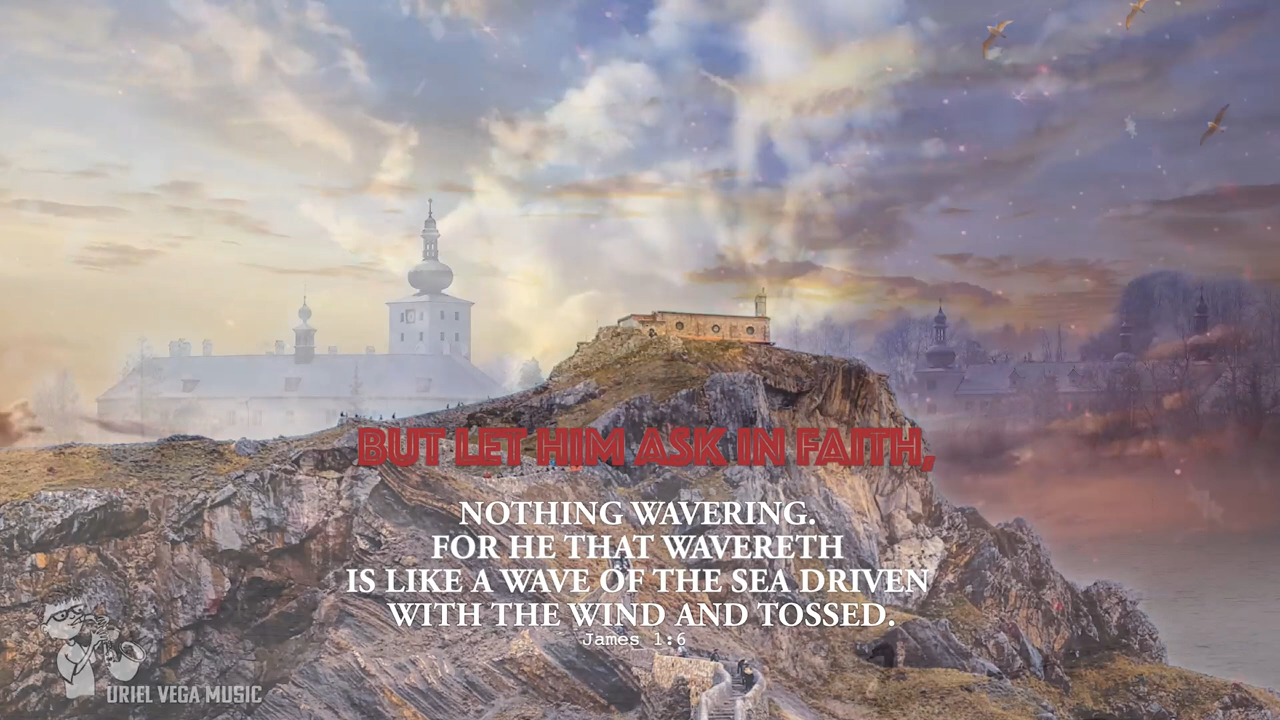 BUT LET HIM ASK IN FAITH,
NOTHING WAVERING.
FOR HE THAT WAVERETH
IS LIKE A WAVE OF THE SEA DRIVEN
WITH THE WIND AND TOSSED.
James 1:6
URIEL VEGA MUSIC